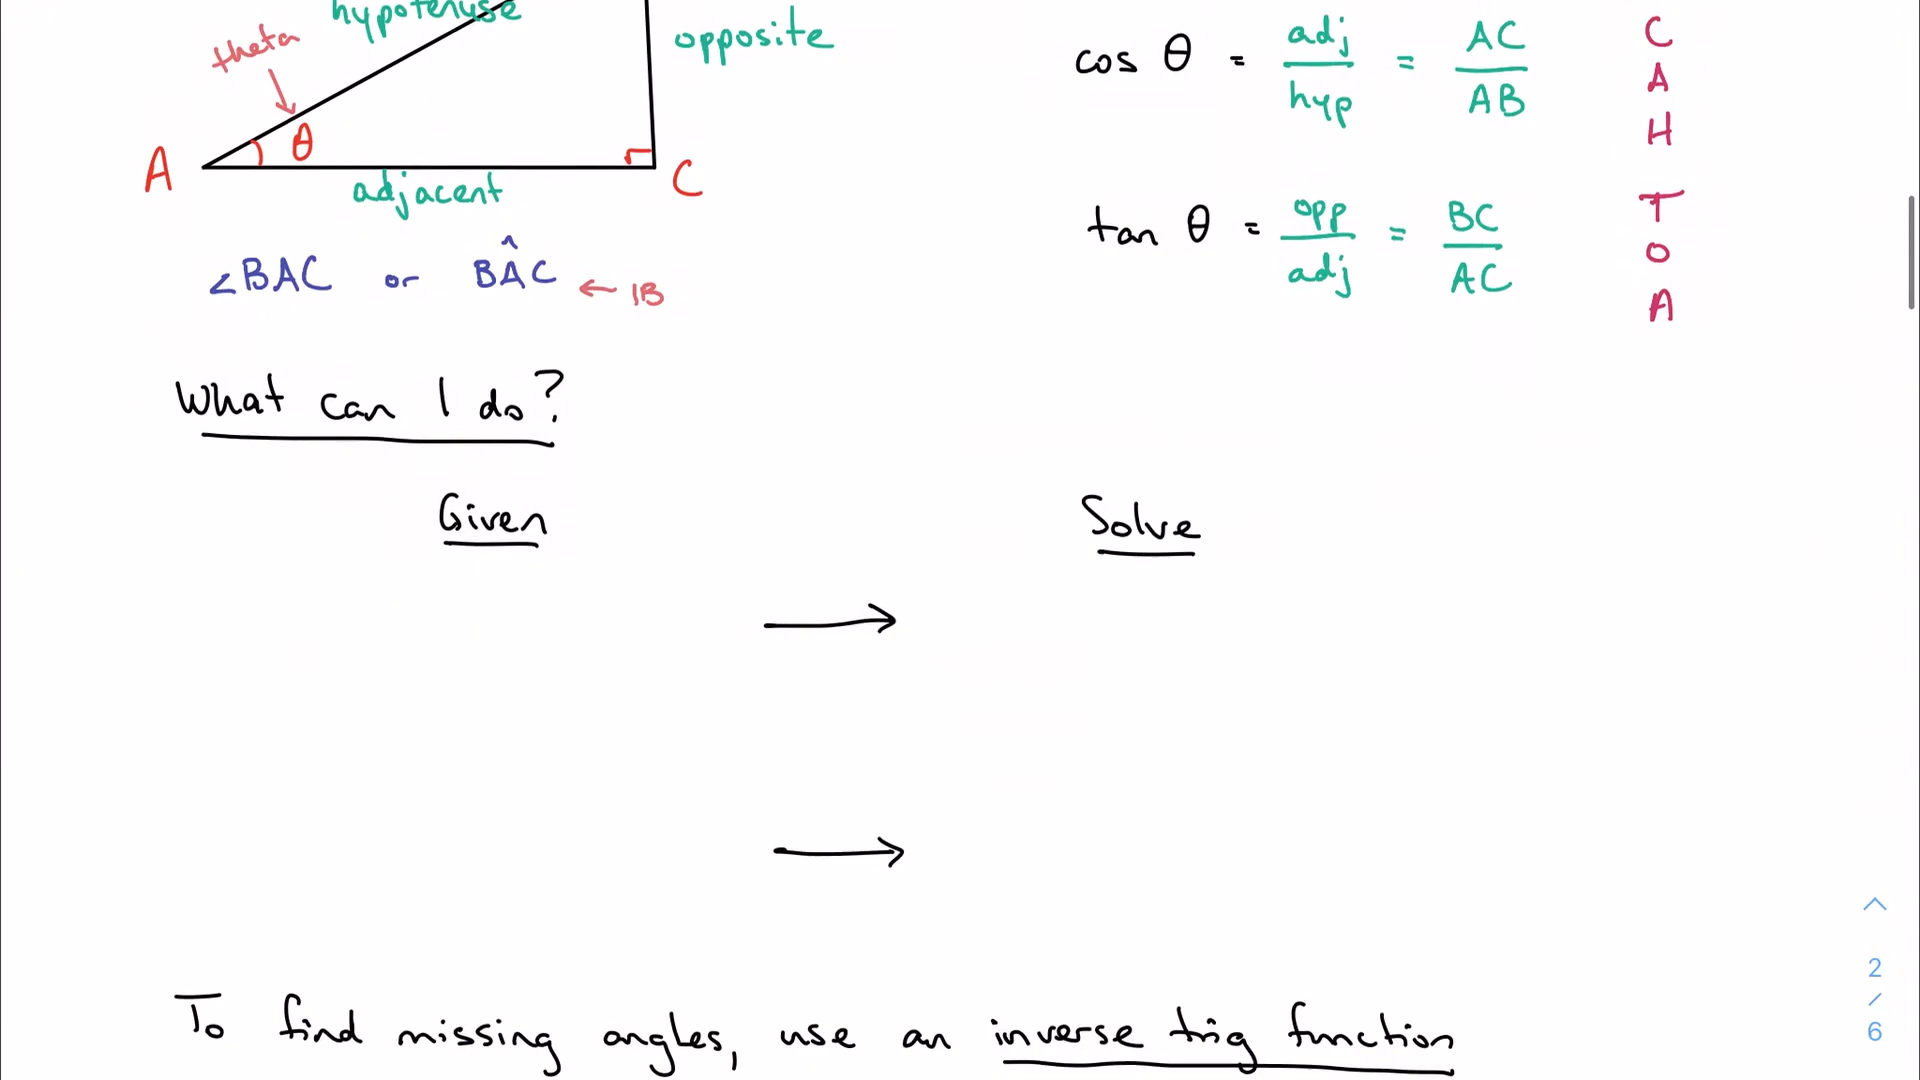 hypotenuse
theta
opposite
θ
A
C
adjacent
∠BAC or BÂC ← IB
cos θ = adj/hyp = AC/AB
C
A
H
tan θ = opp/adj = BC/AC
T
O
A
What can I do?
Given
Solve
To find missing angles, use an inverse trig function
2
/
6